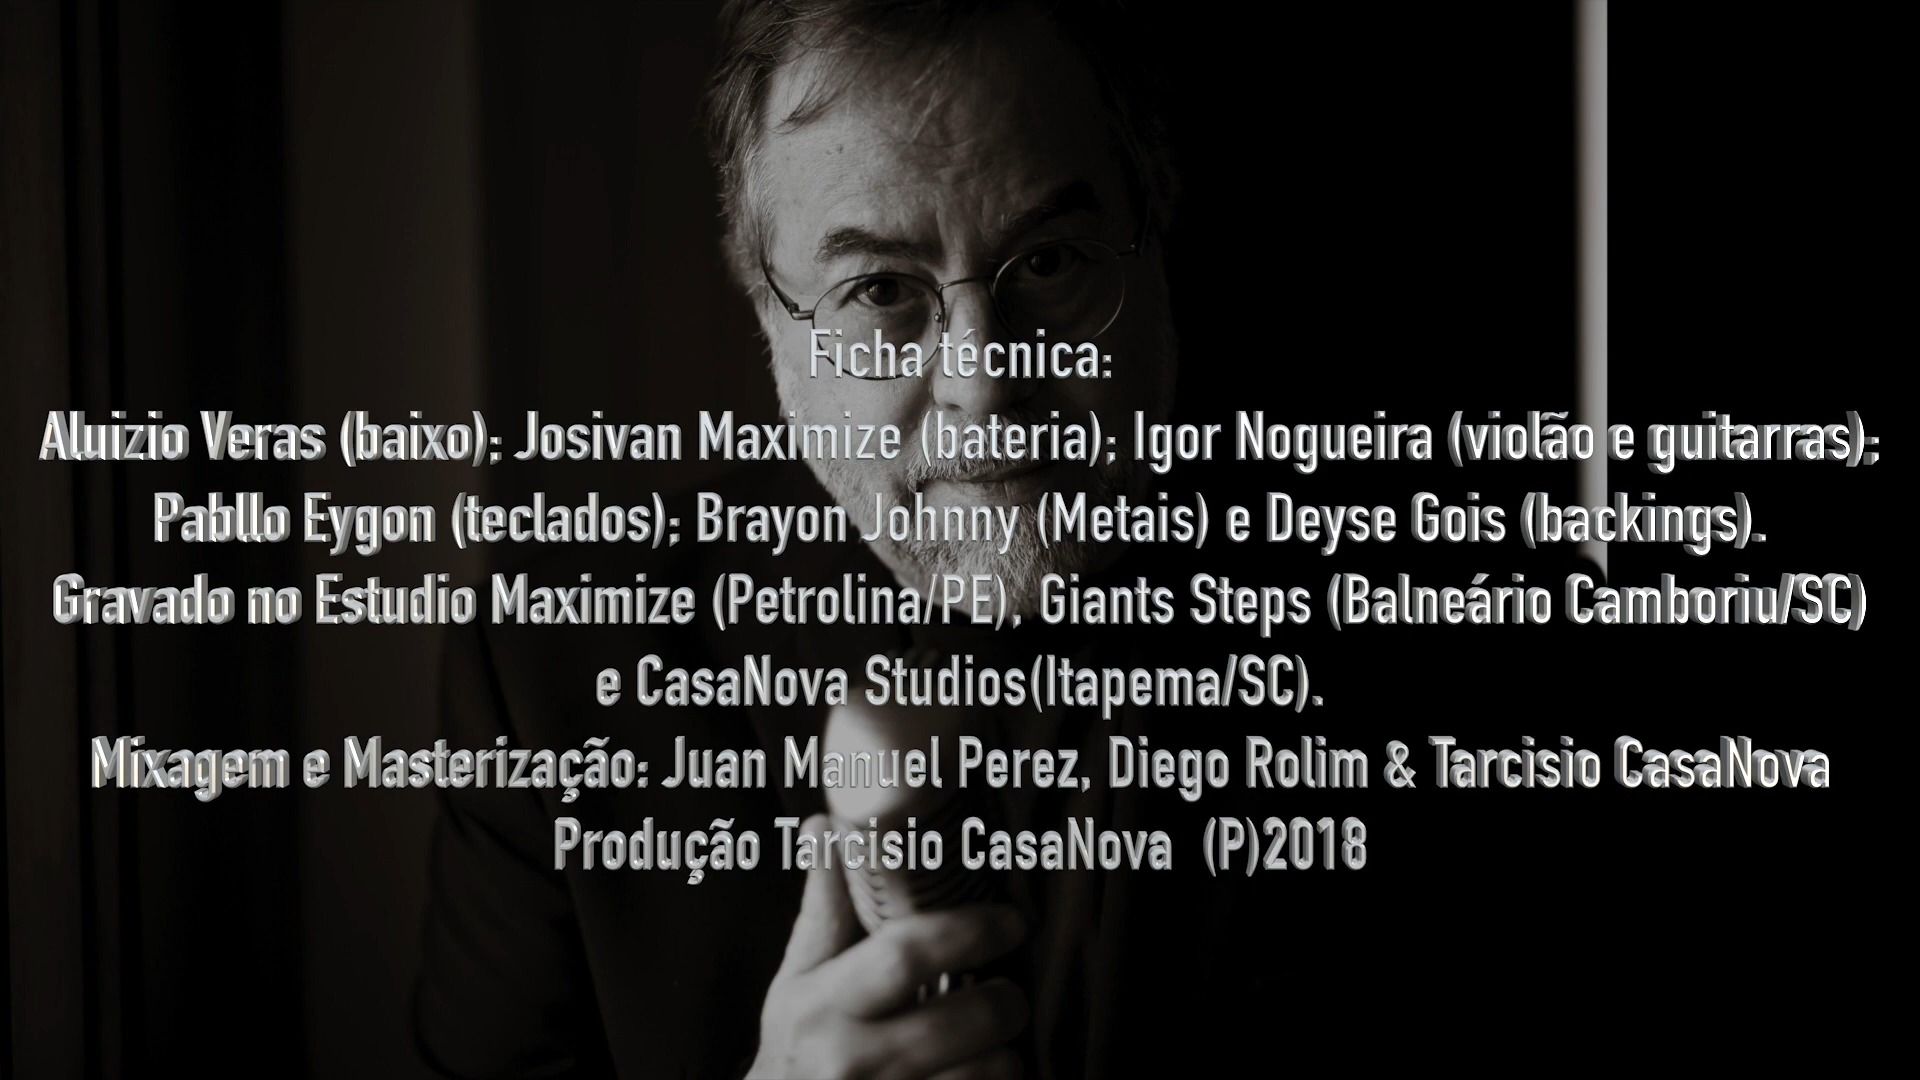 Ficha técnica:
Aluizio Veras (baixo); Josivan Maximize (bateria); Igor Nogueira (violão e guitarras);
Pabllo Eygon (teclados); Brayon Johnny (Metais) e Deyse Gois (backings).
Gravado no Estudio Maximize (Petrolina/PE), Giants Steps (Balneário Camboriu/SC)
e CasaNova Studios(Itapema/SC).
Mixagem e Masterização: Juan Manuel Perez, Diego Rolim & Tarcisio CasaNova
Produção Tarcisio CasaNova (P)2018